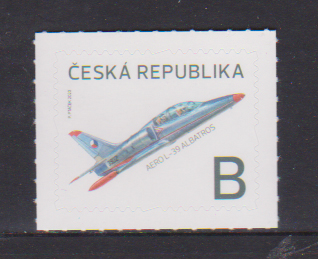 ČESKÁ REPUBLIKA
AERO L-39 ALBATROS
B